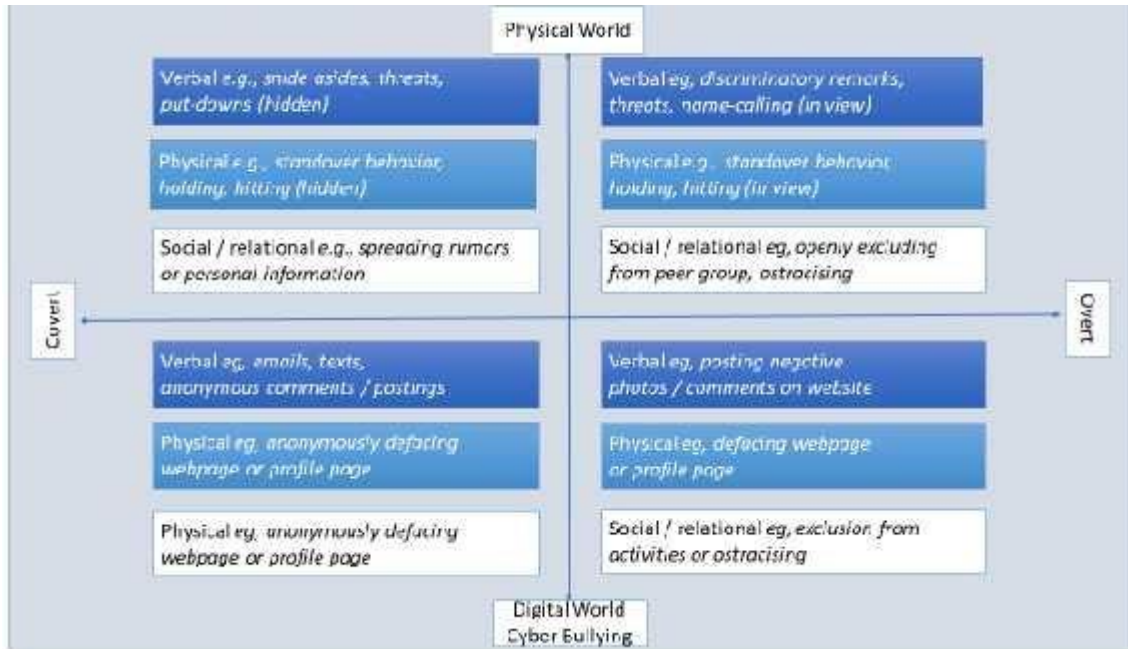 Physical World
Verbal e.g., snide asides, threats,
put-downs (hidden)
Verbal eg, discriminatory remarks,
threats, name-calling (in view)
Physical e.g., standover behavior,
holding, hitting (hidden)
Physical e.g., standover behavior,
holding, hitting (in view)
Social / relational e.g., spreading rumors
or personal information
Social / relational eg, openly excluding
from peer group, ostracising
Covert
Overt
Verbal eg, emails, texts,
anonymous comments / postings
Verbal eg, posting negative
photos / comments on website
Physical eg, anonymously defacing
webpage or profile page
Physical eg, defacing webpage
or profile page
Physical eg, anonymously defacing
webpage or profile page
Social / relational eg, exclusion from
activities or ostracising
Digital World
Cyber Bullying